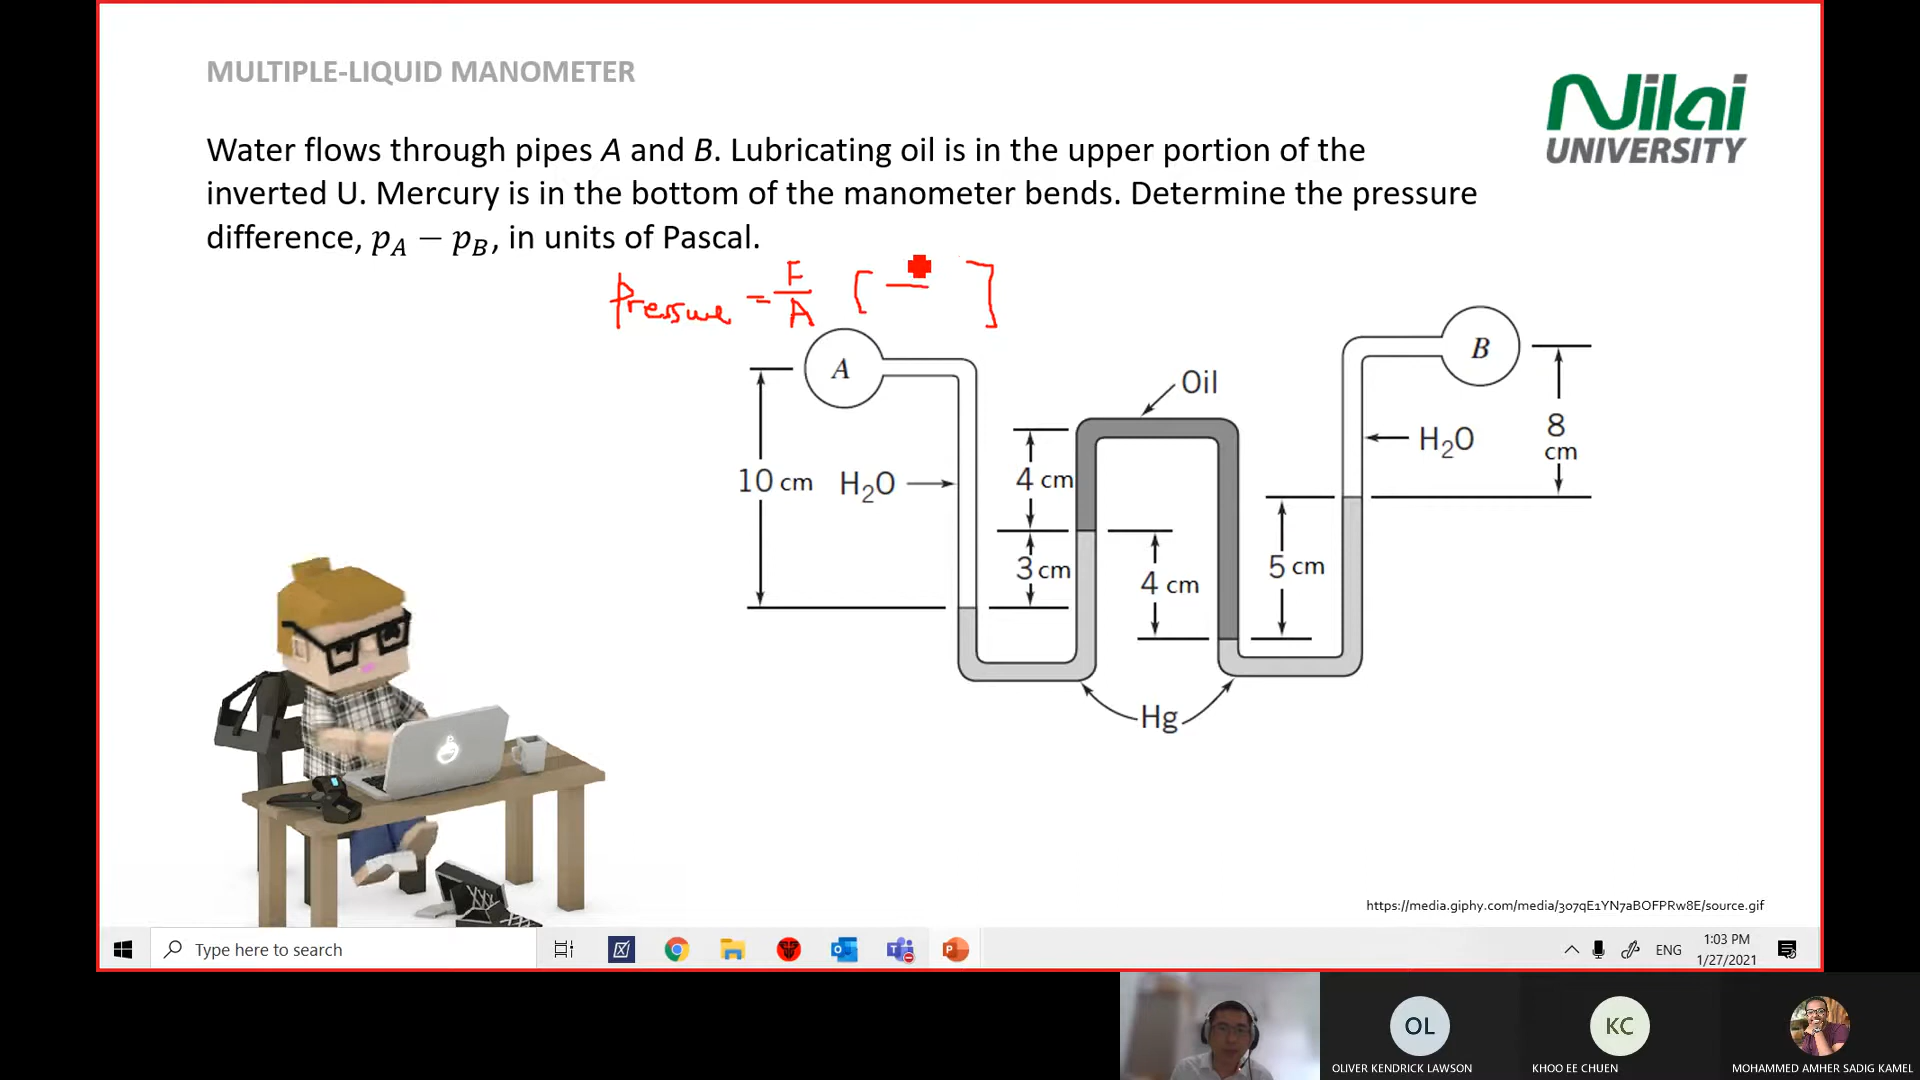 MULTIPLE-LIQUID MANOMETER
Nilai
UNIVERSITY
Water flows through pipes A and B. Lubricating oil is in the upper portion of the
inverted U. Mercury is in the bottom of the manometer bends. Determine the pressure
difference, p_A − p_B, in units of Pascal.
Pressure = F/A [ ]
A
B
Oil
10 cm
H₂O
4 cm
3 cm
4 cm
5 cm
H₂O
8
cm
Hg
https://media.giphy.com/media/3o7qE1YN7aBOFPRw8E/source.gif
Type here to search
ENG
1:03 PM
1/27/2021
OL
OLIVER KENDRICK LAWSON
KC
KHOO EE CHUEN
MOHAMMED AMHER SADIG KAMEL